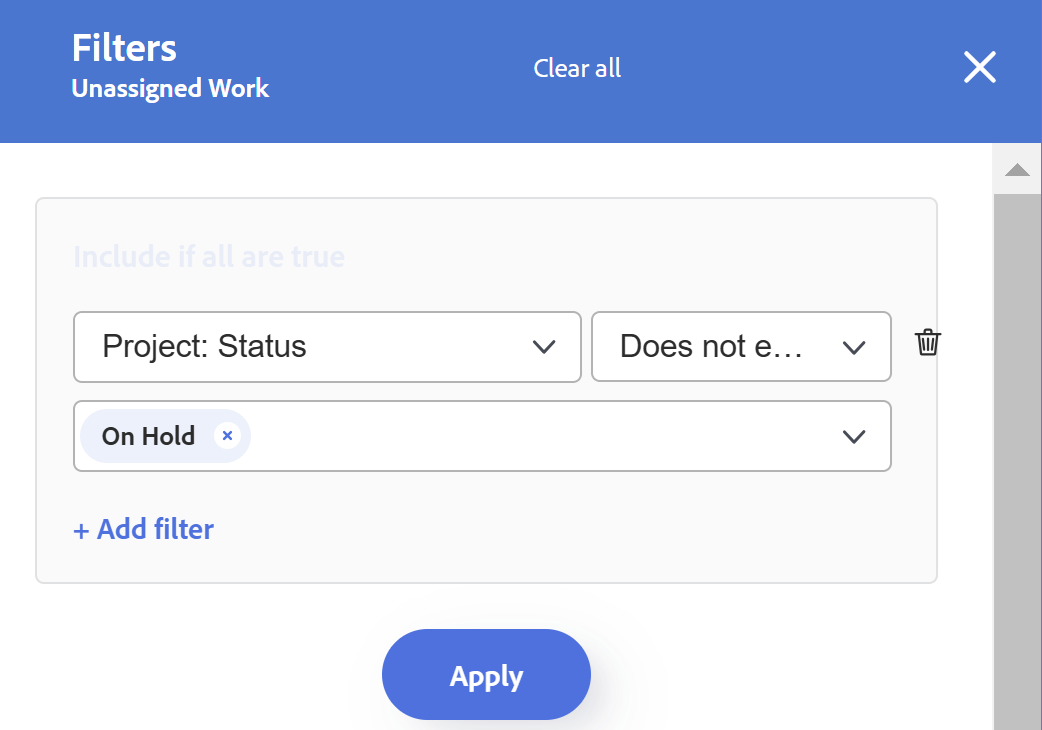 Filters
Unassigned Work
Clear all
Include if all are true
Project: Status
Does not e...
On Hold
+ Add filter
Apply